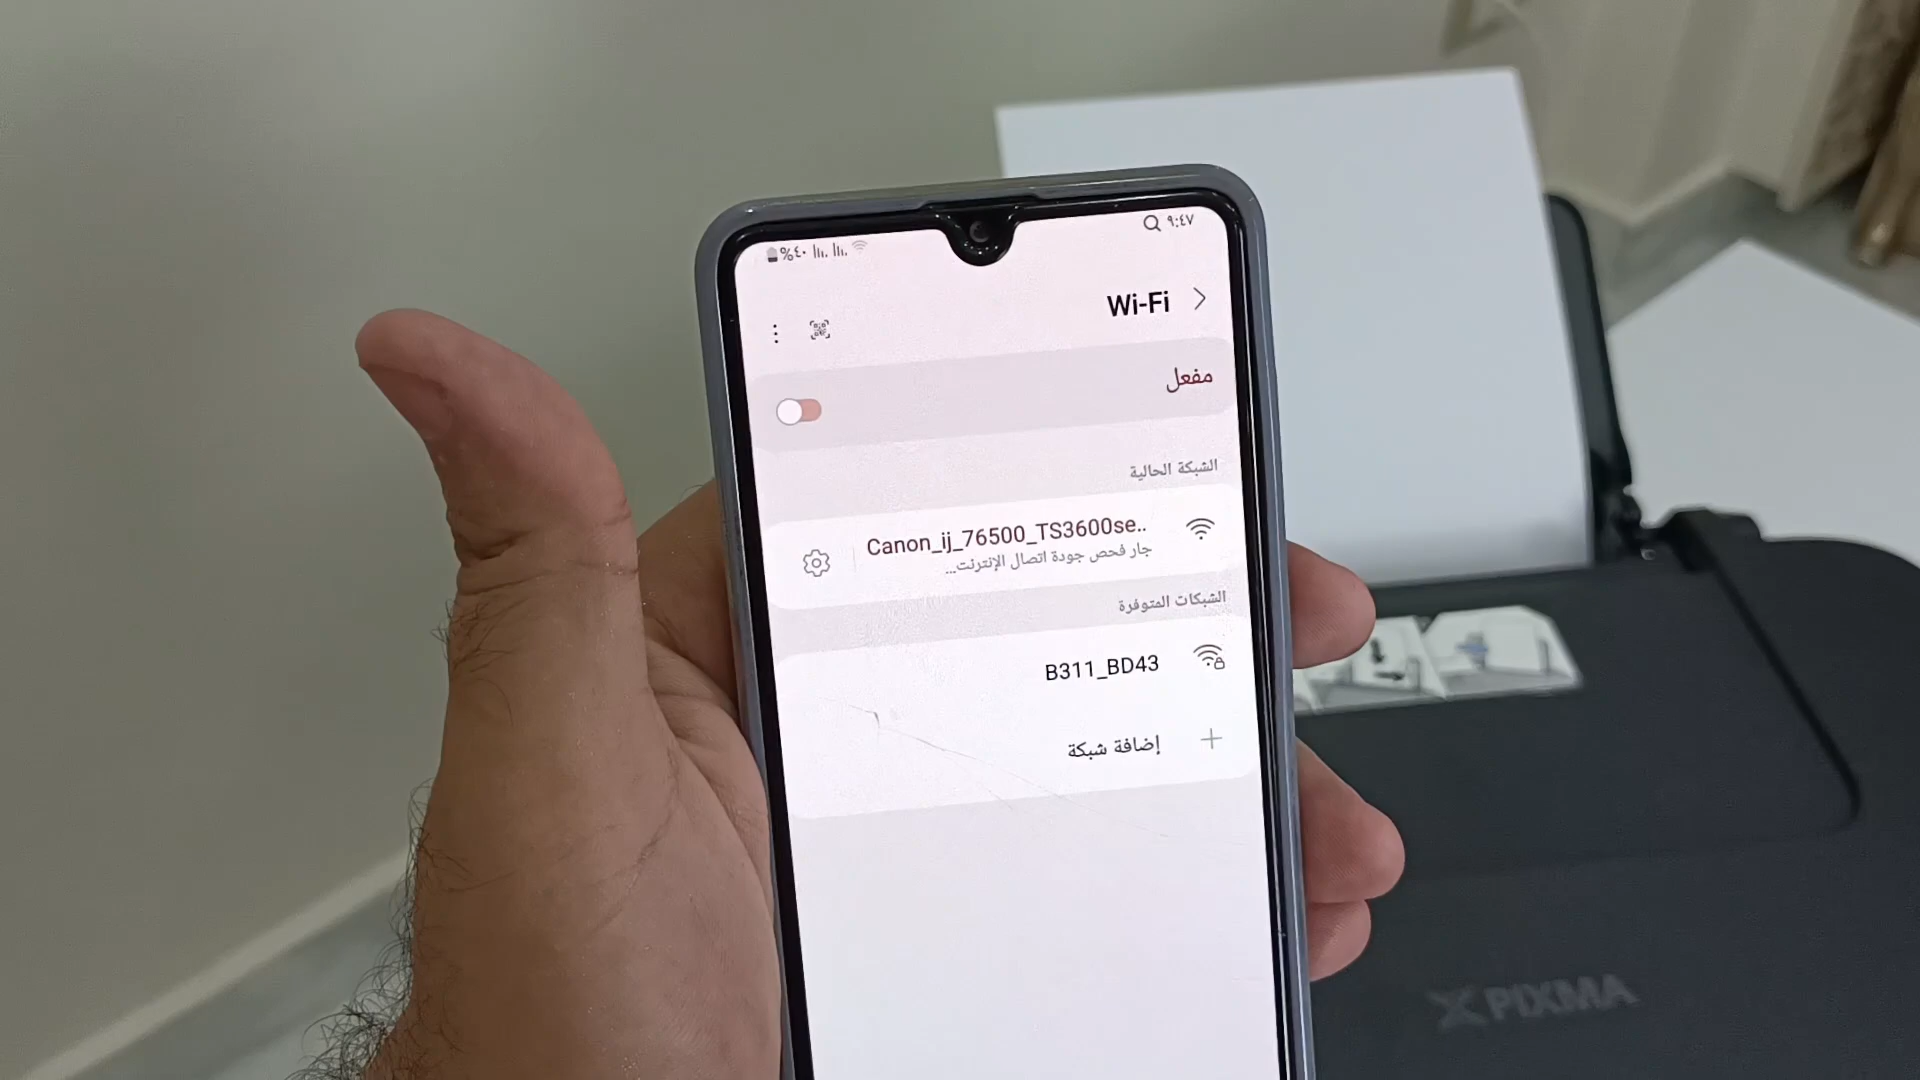 ٩:٤٧
%٤٠
Wi-Fi
مفعل
الشبكة الحالية
Canon_ij_76500_TS3600se..
جار فحص جودة اتصال الإنترنت...
الشبكات المتوفرة
B311_BD43
إضافة شبكة
PIXMA